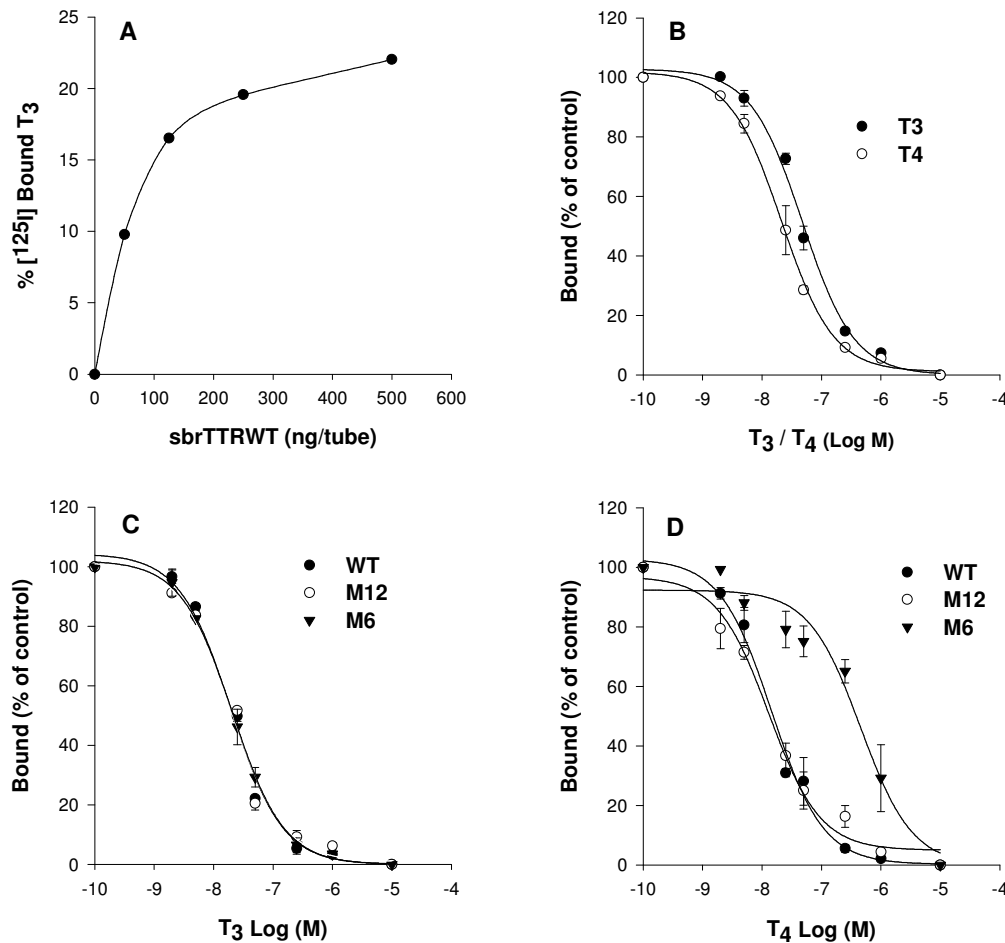 A
% [125I] Bound T3
25
20
15
10
5
0
0 100 200 300 400 500 600
sbrTTRWT (ng/tube)
B
Bound (% of control)
120
100
80
60
40
20
0
T3
T4
-10 -9 -8 -7 -6 -5 -4
T3 / T4 (Log M)
C
Bound (% of control)
120
100
80
60
40
20
0
WT
M12
M6
-10 -9 -8 -7 -6 -5 -4
T3 Log (M)
D
Bound (% of control)
120
100
80
60
40
20
0
WT
M12
M6
-10 -9 -8 -7 -6 -5 -4
T4 Log (M)